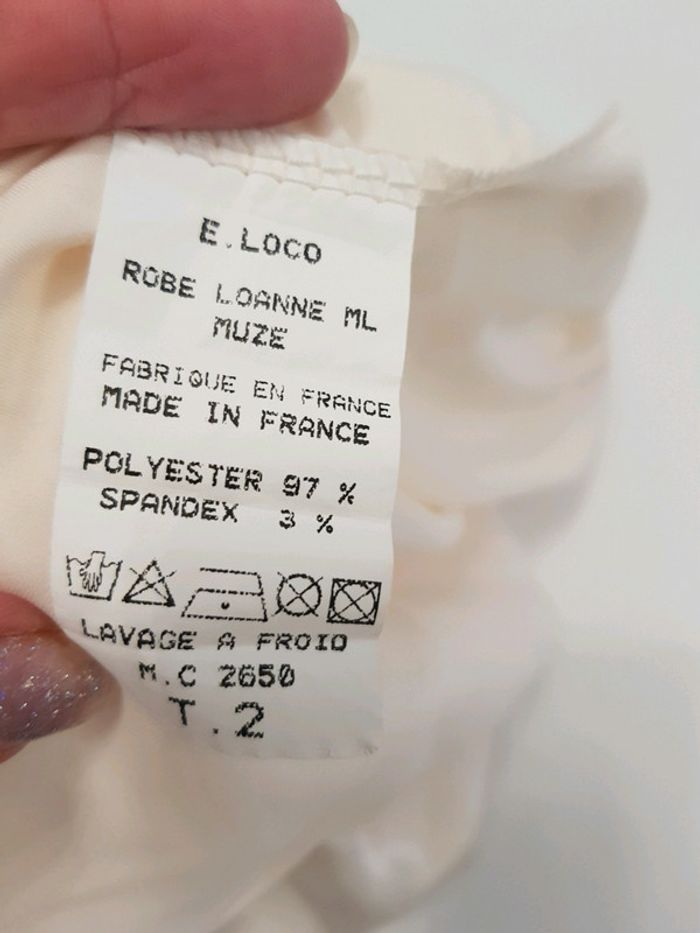 E.LOCO
ROBE LOANNE ML
MUZE
FABRIQUE EN FRANCE
MADE IN FRANCE
POLYESTER 97 %
SPANDEX 3 %
LAVAGE A FROID
M.C 2650
T.2